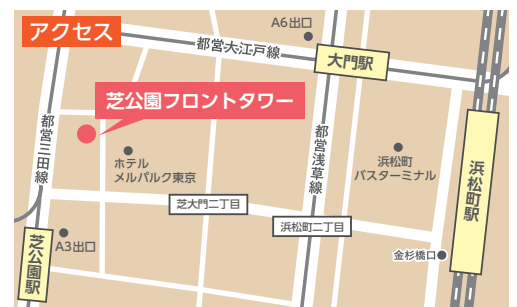 アクセス
A6出口
都営大江戸線
大門駅
芝公園フロントタワー
都営三田線
都営浅草線
ホテル
メルパルク東京
浜松町
バスターミナル
浜松町駅
芝大門二丁目
浜松町二丁目
芝公園駅
A3出口
金杉橋口